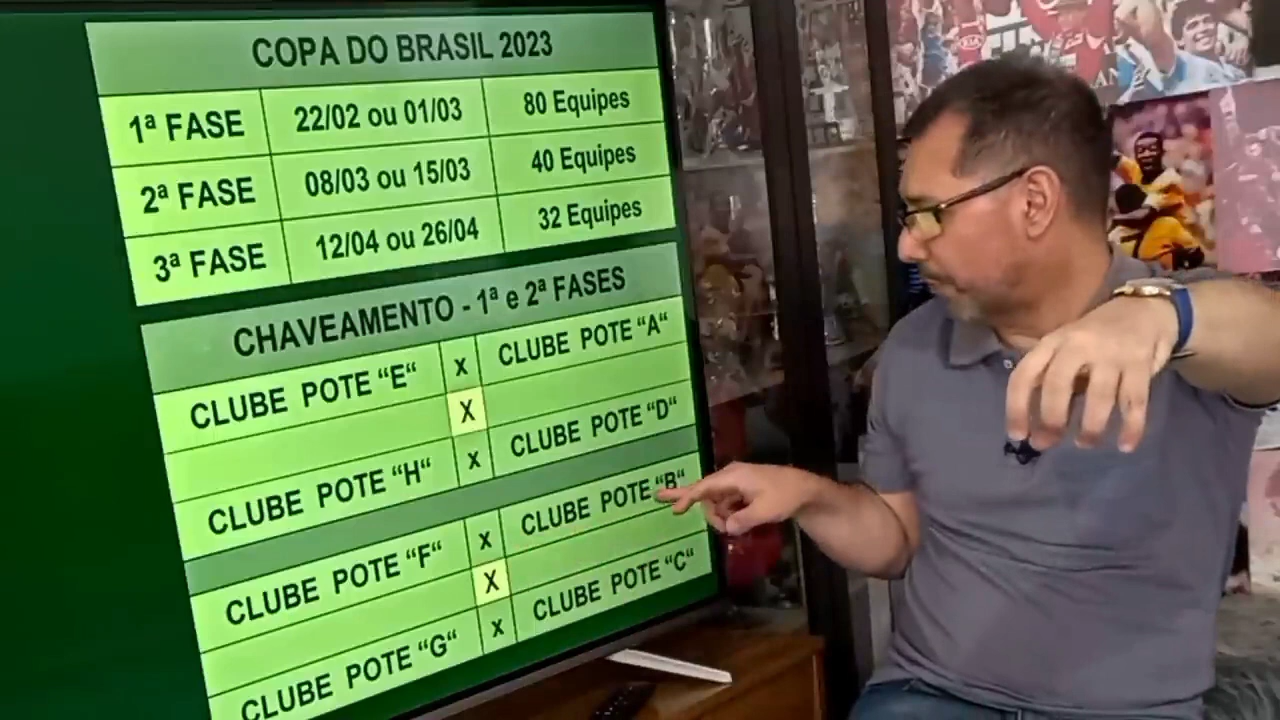 COPA DO BRASIL 2023
1ª FASE 22/02 ou 01/03 80 Equipes
2ª FASE 08/03 ou 15/03 40 Equipes
3ª FASE 12/04 ou 26/04 32 Equipes
CHAVEAMENTO - 1ª e 2ª FASES
CLUBE POTE "E" x CLUBE POTE "A"
X
CLUBE POTE "H" x CLUBE POTE "D"
CLUBE POTE "F" x CLUBE POTE "B"
X
CLUBE POTE "G" x CLUBE POTE "C"
KIA